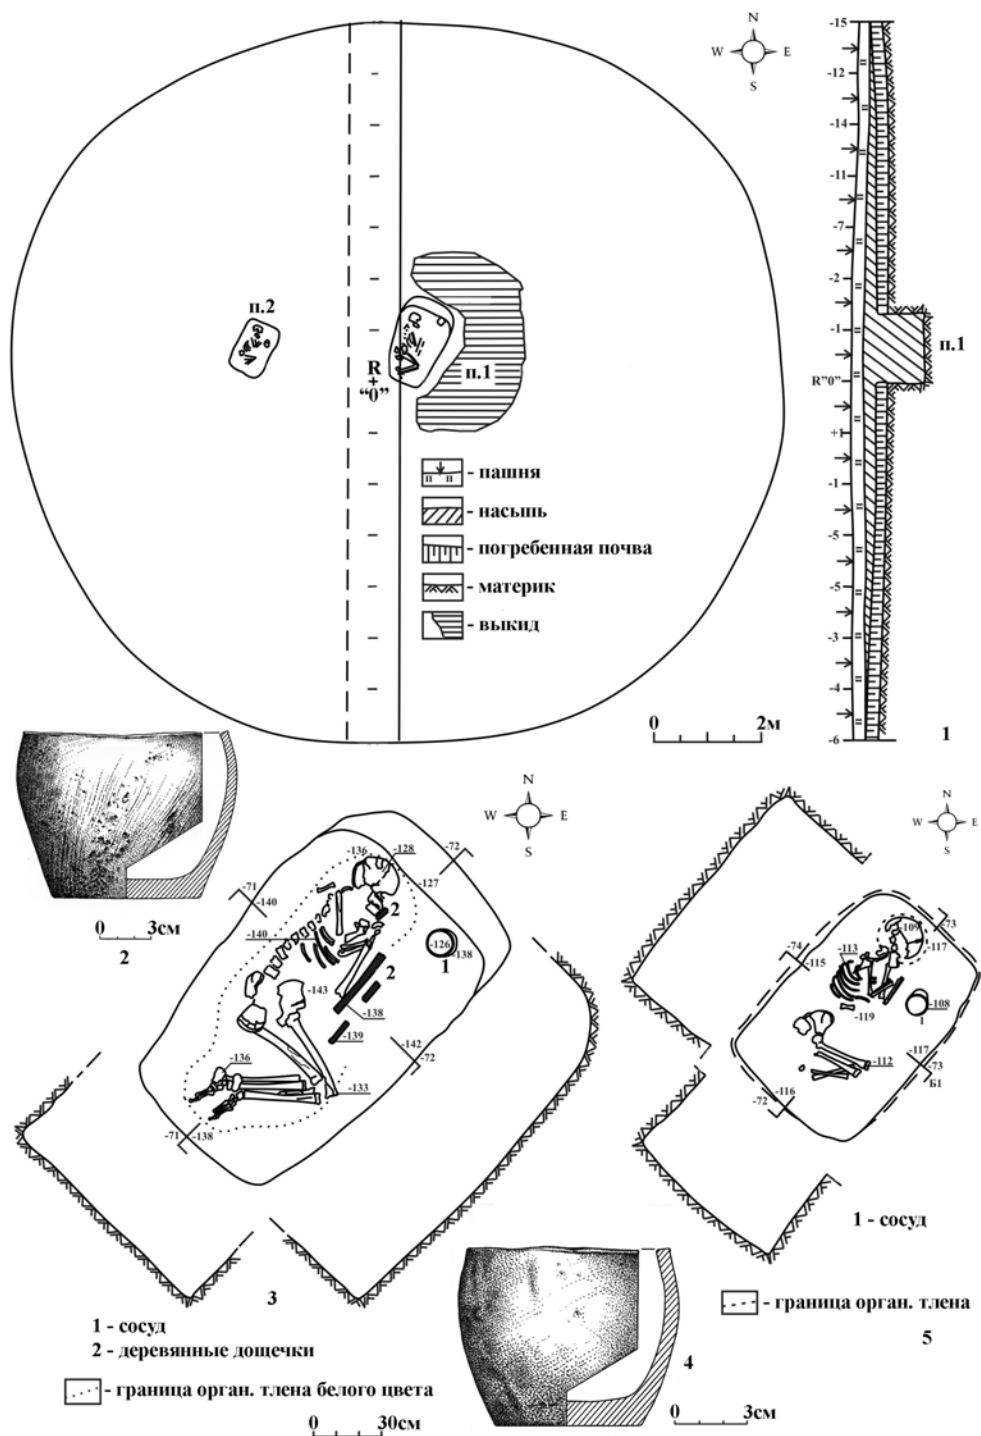 N
W E
S
-15
-12
-14
-11
-7
-2
-1
R"0"
+1
-1
-5
-5
-3
-4
-6
п.1
п.2
R
+
“0”
п.1
п п - пашня
- насыпь
- погребенная почва
- материк
- выкид
0 2м
1
0 3см
2
N
W E
S
-136
-128
-127
-72
-71
-140
2
-140
-126
-138
1
2
-143
-138
-139
-142
-72
-136
-133
-71
-138
3
1 - сосуд
2 - деревянные дощечки
- граница орган. тлена белого цвета
0 30см
N
W E
S
-109
-73
-117
-74
-115
-113
-119
-108
1
-112
-117
-73
Б1
-116
-72
1 - сосуд
- граница орган. тлена
5
4
0 3см